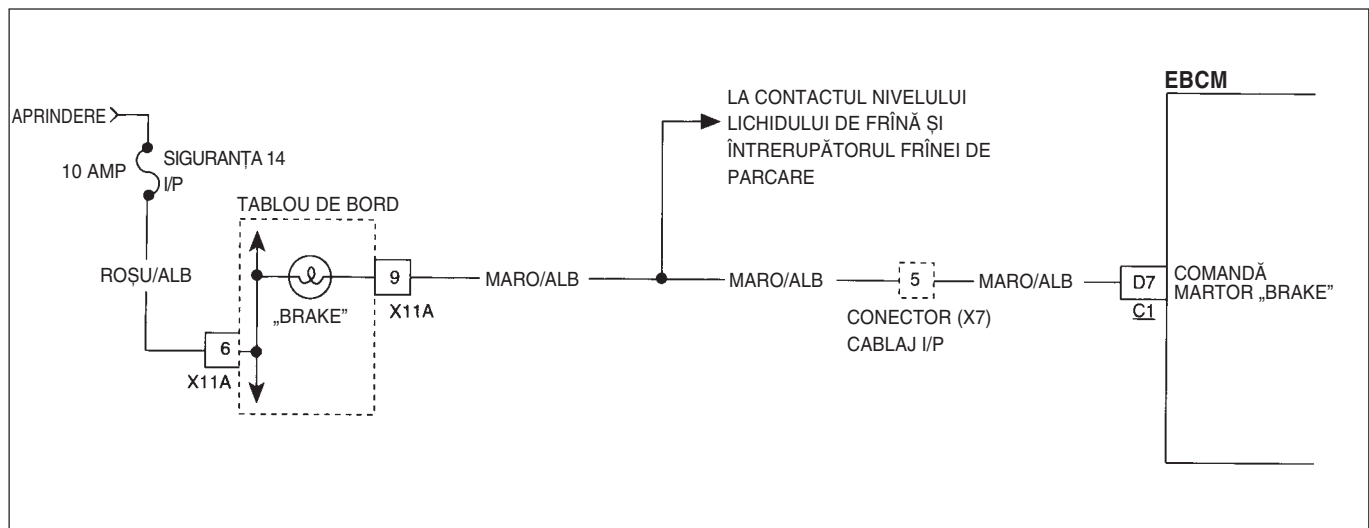 EBCM
LA CONTACTUL NIVELULUI
LICHIDULUI DE FRÎNĂ ȘI
ÎNTRERUPĂTORUL FRÎNEI DE
PARCARE
APRINDERE
10 AMP
SIGURANȚA 14
I/P
TABLOU DE BORD
ROȘU/ALB
„BRAKE”
9
X11A
MARO/ALB
MARO/ALB
5
MARO/ALB
D7
C1
COMANDĂ
MARTOR „BRAKE”
CONECTOR (X7)
CABLAJ I/P
6
X11A